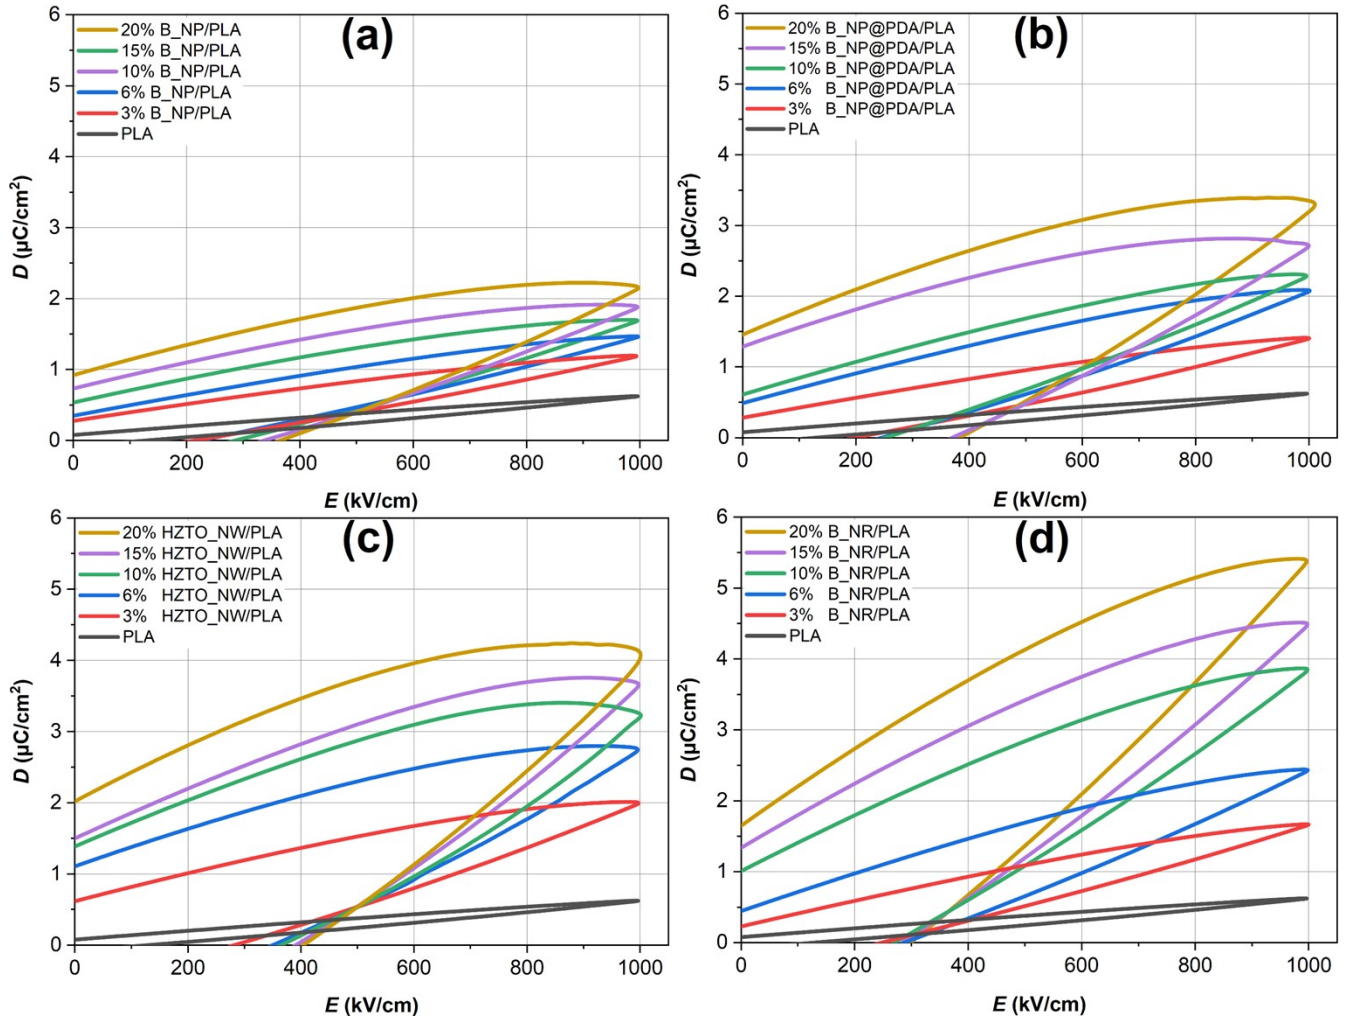 (a)
20% B_NP/PLA
15% B_NP/PLA
10% B_NP/PLA
6% B_NP/PLA
3% B_NP/PLA
PLA
6
5
4
3
2
1
0
D (µC/cm²)
0 200 400 600 800 1000
E (kV/cm)
(b)
20% B_NP@PDA/PLA
15% B_NP@PDA/PLA
10% B_NP@PDA/PLA
6% B_NP@PDA/PLA
3% B_NP@PDA/PLA
PLA
6
5
4
3
2
1
0
D (µC/cm²)
0 200 400 600 800 1000
E (kV/cm)
(c)
20% HZTO_NW/PLA
15% HZTO_NW/PLA
10% HZTO_NW/PLA
6% HZTO_NW/PLA
3% HZTO_NW/PLA
PLA
6
5
4
3
2
1
0
D (µC/cm²)
0 200 400 600 800 1000
E (kV/cm)
(d)
20% B_NR/PLA
15% B_NR/PLA
10% B_NR/PLA
6% B_NR/PLA
3% B_NR/PLA
PLA
6
5
4
3
2
1
0
D (µC/cm²)
0 200 400 600 800 1000
E (kV/cm)